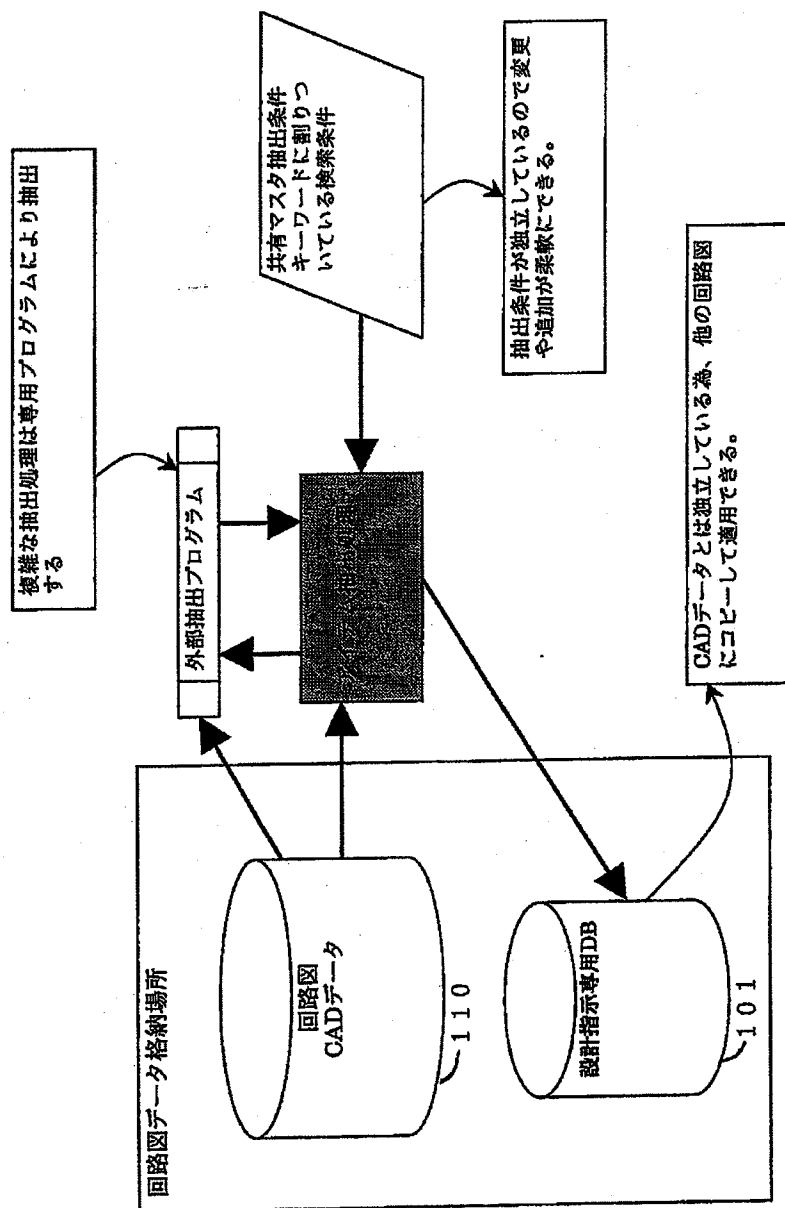 複雑な抽出処理は専用プログラムにより抽出
する
外部抽出プログラム
共有マスタ抽出条件
キーワードに割りつ
いている検索条件
抽出条件が独立しているので変更
や追加が柔軟にできる。
回路図データ格納場所
回路図
CADデータ
110
設計指示専用DB
101
CADデータとは独立している為、他の回路図
にコピーして適用できる。